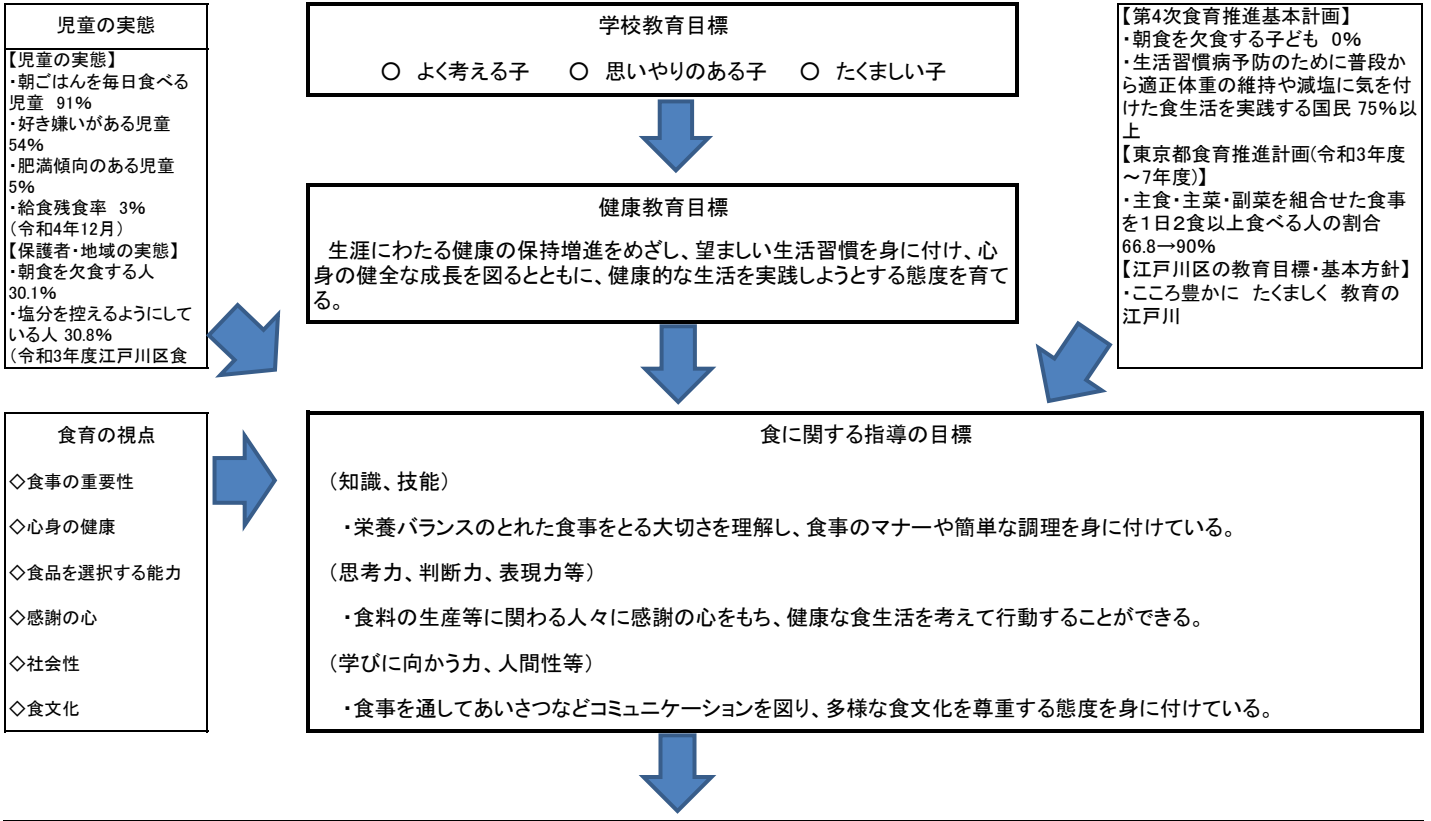 児童の実態
【児童の実態】
・朝ごはんを毎日食べる
児童 91%
・好き嫌いがある児童
54%
・肥満傾向のある児童
5%
・給食残食率 3%
(令和4年12月)
【保護者・地域の実態】
・朝食を欠食する人
30.1%
・塩分を控えるようにして
いる人 30.8%
(令和3年度江戸川区食
学校教育目標
○ よく考える子 ○ 思いやりのある子 ○ たくましい子
【第4次食育推進基本計画】
・朝食を欠食する子ども 0%
・生活習慣病予防のために普段か
ら適正体重の維持や減塩に気を付
けた食生活を実践する国民 75%以
上
【東京都食育推進計画(令和3年度
～7年度)】
・主食・主菜・副菜を組合せた食事
を1日2食以上食べる人の割合
66.8→90%
【江戸川区の教育目標・基本方針】
・こころ豊かに たくましく 教育の
江戸川
健康教育目標
生涯にわたる健康の保持増進をめざし、望ましい生活習慣を身に付け、心
身の健全な成長を図るとともに、健康的な生活を実践しようとする態度を育て
る。
食育の視点
◇食事の重要性
◇心身の健康
◇食品を選択する能力
◇感謝の心
◇社会性
◇食文化
食に関する指導の目標
(知識、技能)
・栄養バランスのとれた食事をとる大切さを理解し、食事のマナーや簡単な調理を身に付けている。
(思考力、判断力、表現力等)
・食料の生産等に関わる人々に感謝の心をもち、健康な食生活を考えて行動することができる。
(学びに向かう力、人間性等)
・食事を通してあいさつなどコミュニケーションを図り、多様な食文化を尊重する態度を身に付けている。